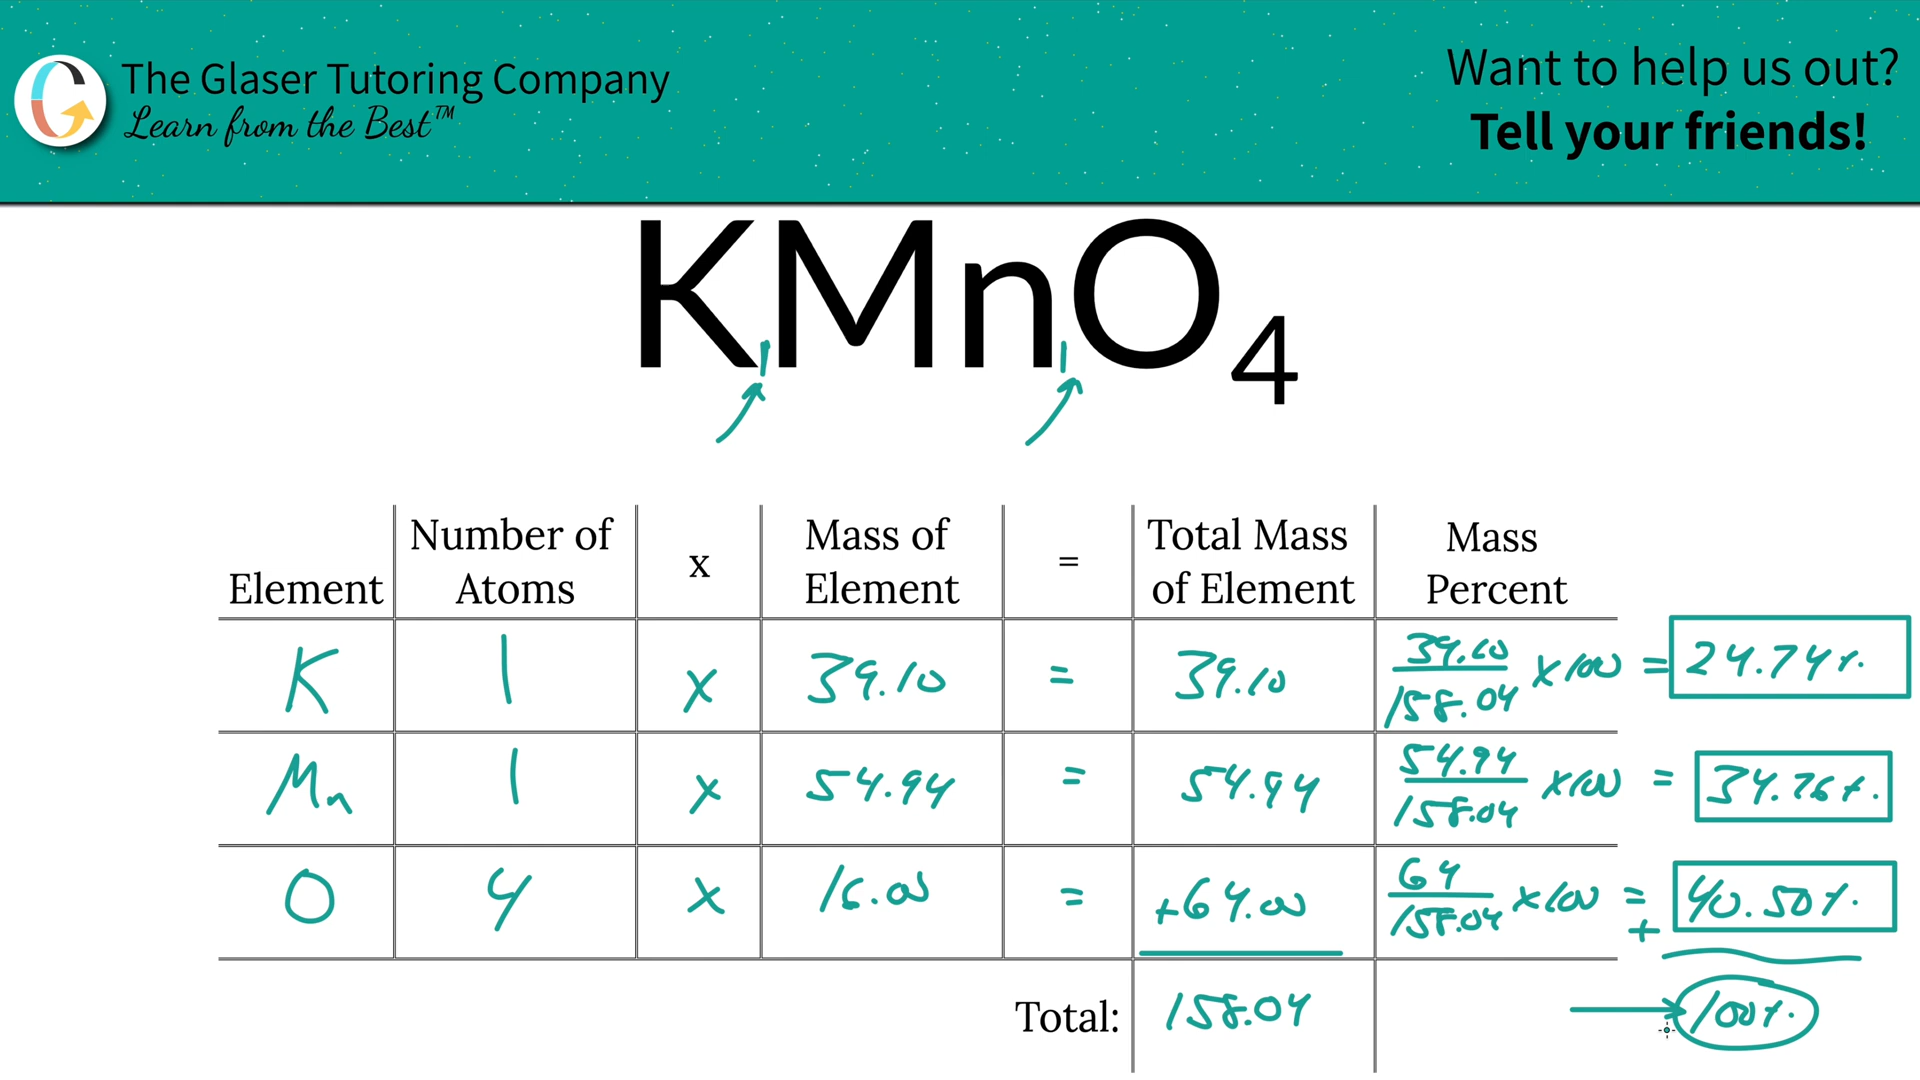 The Glaser Tutoring Company
Learn from the Best™
Want to help us out?
Tell your friends!
K1Mn1O4
Element
Number of Atoms
x
Mass of Element
=
Total Mass of Element
Mass Percent
K 1 x 39.10 = 39.10 39.10/158.04 x100 = 24.74%
Mn 1 x 54.94 = 54.94 54.94/158.04 x100 = 34.76%
O 4 x 16.00 = +64.00 64/158.04 x100 = + 40.50%
Total: 158.04 100%